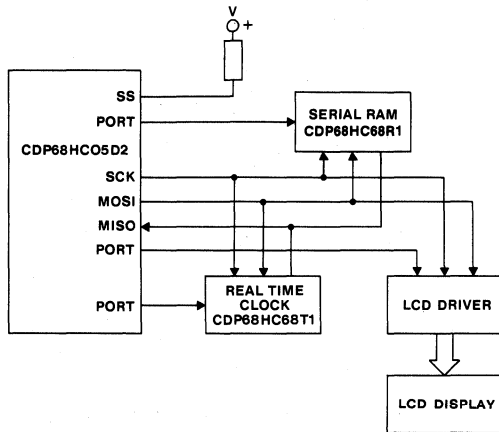 V
+
SS
PORT
CDP68HC05D2
SCK
MOSI
MISO
PORT
PORT
SERIAL RAM
CDP68HC68R1
REAL TIME
CLOCK
CDP68HC68T1
LCD DRIVER
LCD DISPLAY